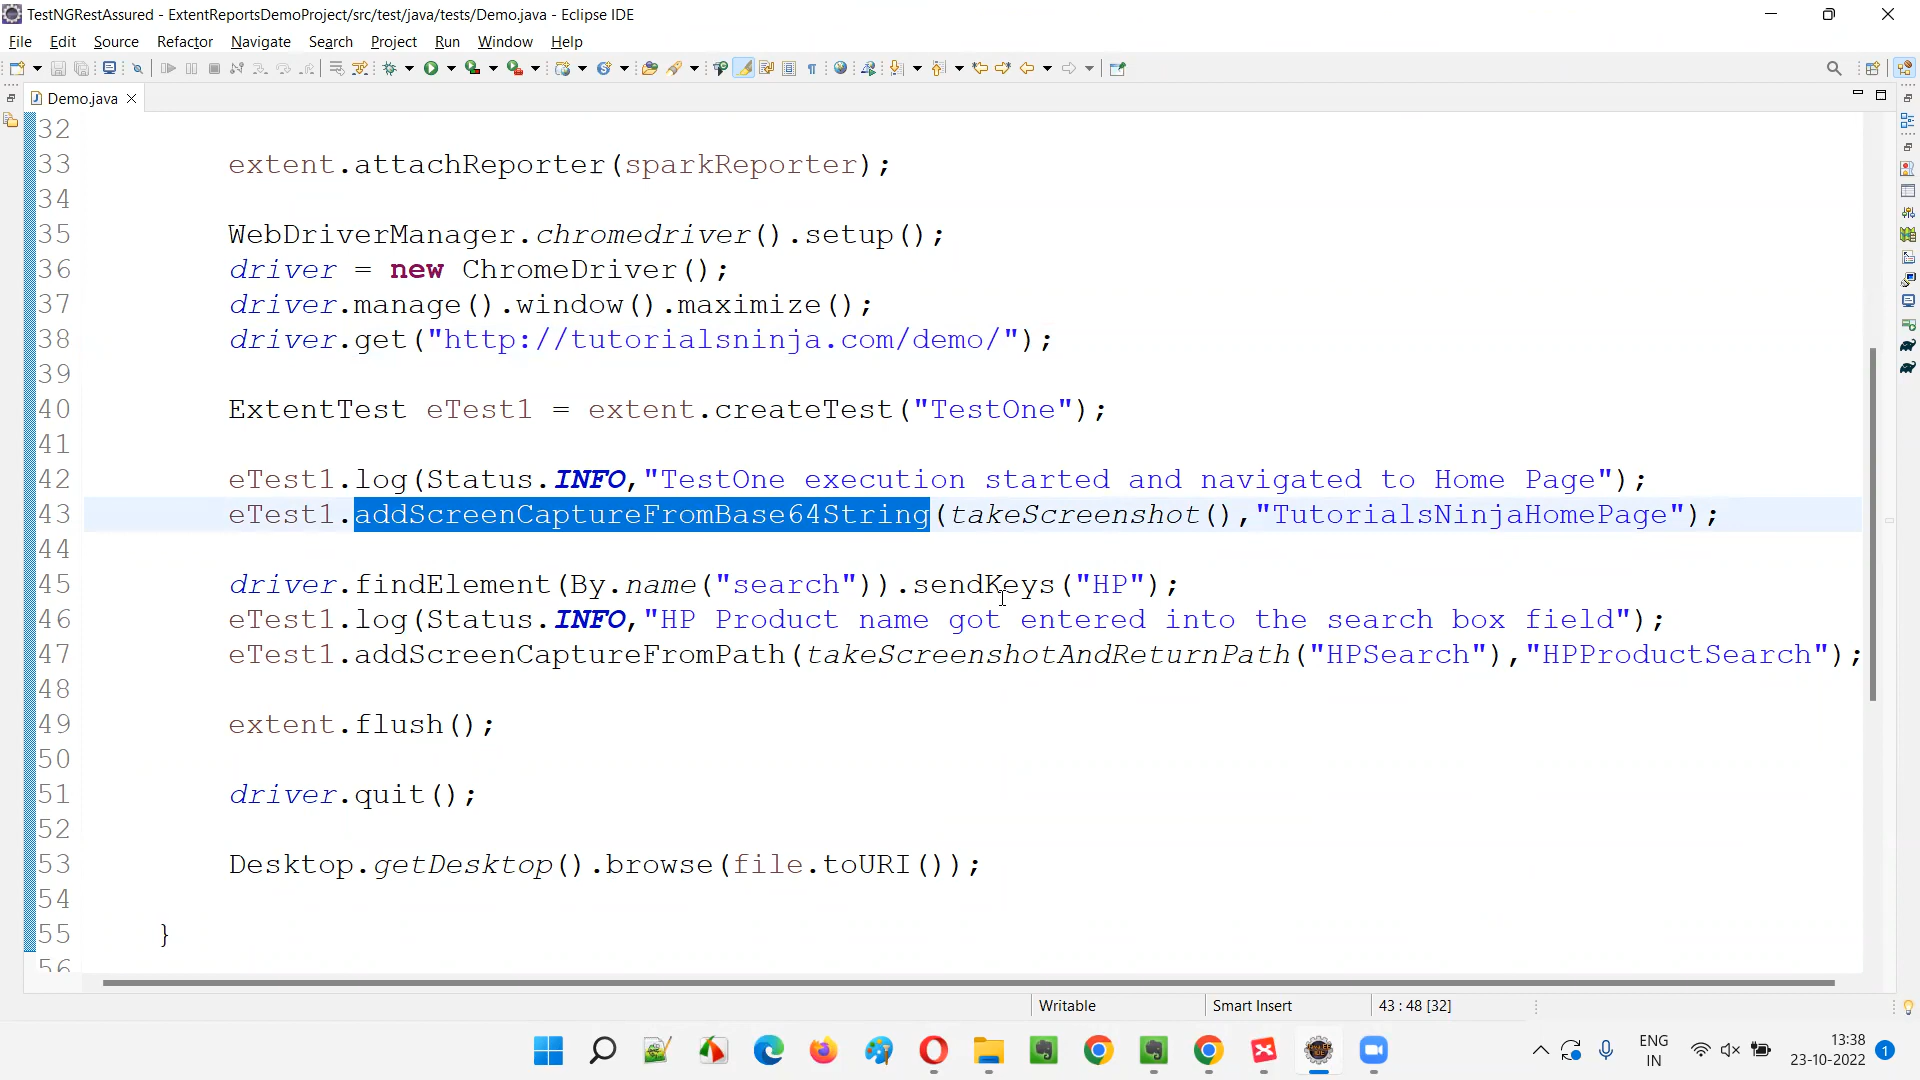 TestNGRestAssured - ExtentReportsDemoProject/src/test/java/tests/Demo.java - Eclipse IDE
File Edit Source Refactor Navigate Search Project Run Window Help
Demo.java
32
33 extent.attachReporter(sparkReporter);
34
35 WebDriverManager.chromedriver().setup();
36 driver = new ChromeDriver();
37 driver.manage().window().maximize();
38 driver.get("http://tutorialsninja.com/demo/");
39
40 ExtentTest eTest1 = extent.createTest("TestOne");
41
42 eTest1.log(Status.INFO,"TestOne execution started and navigated to Home Page");
43 eTest1.addScreenCaptureFromBase64String(takeScreenshot(),"TutorialsNinjaHomePage");
44
45 driver.findElement(By.name("search")).sendKeys("HP");
46 eTest1.log(Status.INFO,"HP Product name got entered into the search box field");
47 eTest1.addScreenCaptureFromPath(takeScreenshotAndReturnPath("HPSearch"),"HPProductSearch");
48
49 extent.flush();
50
51 driver.quit();
52
53 Desktop.getDesktop().browse(file.toURI());
54
55 }
56
Writable Smart Insert 43 : 48 [32]
ENG 13:38
IN 23-10-2022 1